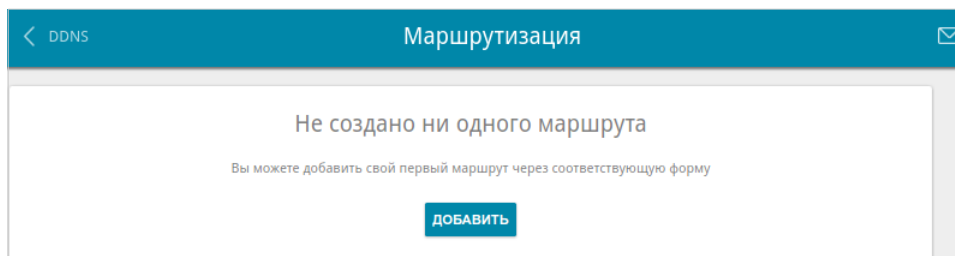 DDNS
Маршрутизация
Не создано ни одного маршрута
Вы можете добавить свой первый маршрут через соответствующую форму
ДОБАВИТЬ